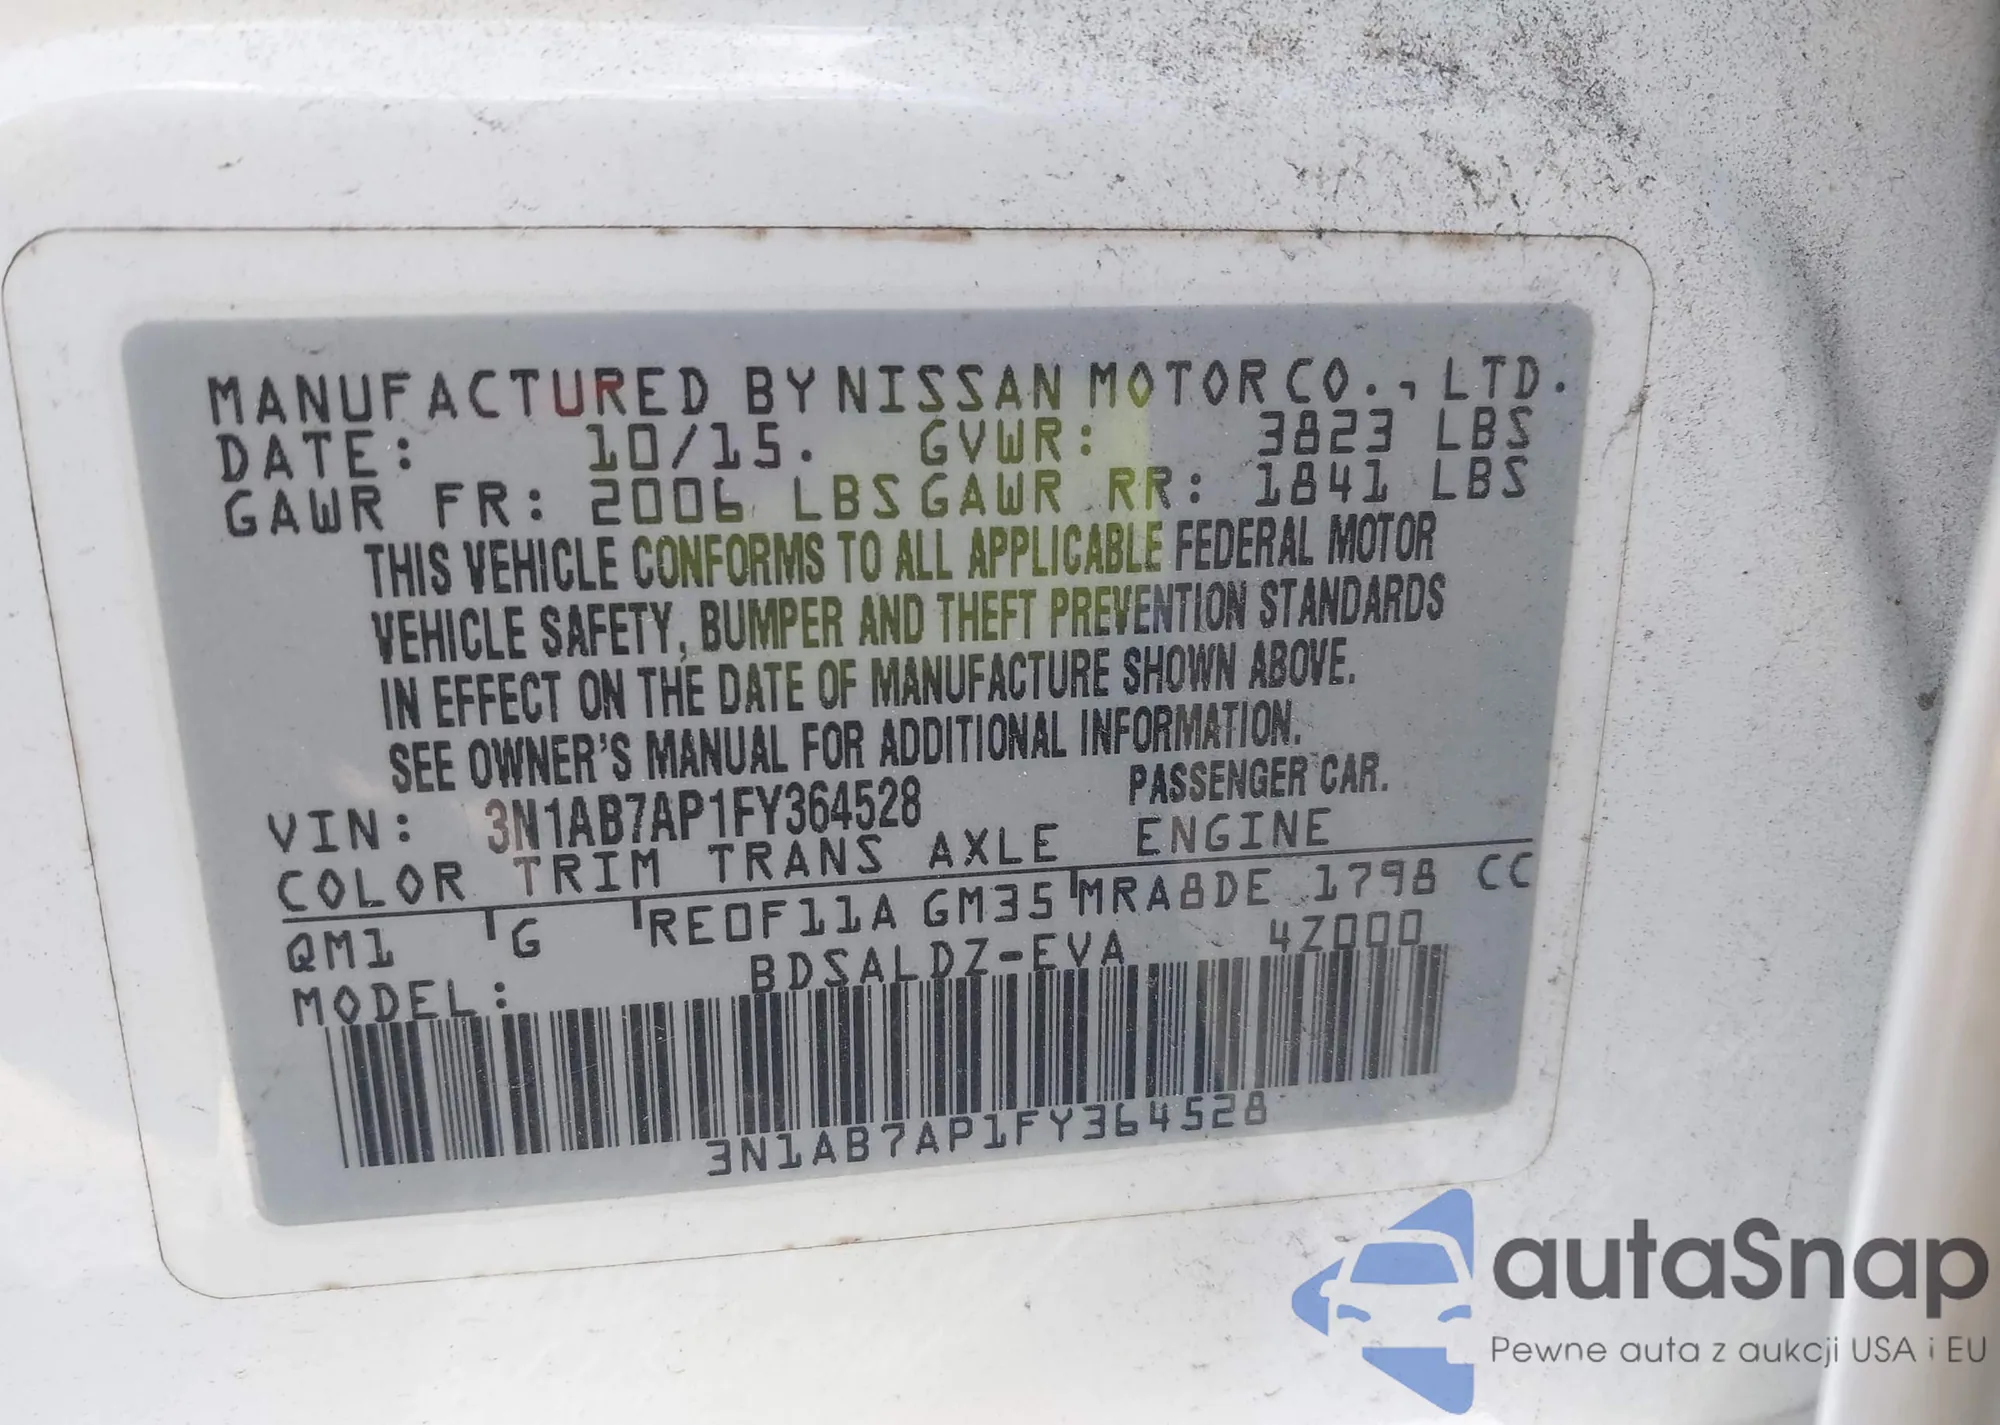 MANUFACTURED BY NISSAN MOTOR CO., LTD.
DATE: 10/15. GVWR: 3823 LBS
GAWR FR: 2006 LBS GAWR RR: 1841 LBS
THIS VEHICLE CONFORMS TO ALL APPLICABLE FEDERAL MOTOR
VEHICLE SAFETY, BUMPER AND THEFT PREVENTION STANDARDS
IN EFFECT ON THE DATE OF MANUFACTURE SHOWN ABOVE.
SEE OWNER'S MANUAL FOR ADDITIONAL INFORMATION.
VIN: 3N1AB7AP1FY364528 PASSENGER CAR.
COLOR TRIM TRANS AXLE ENGINE
QM1 G RE0F11A GM35 MRA8DE 1798 CC
MODEL: BDSALDZ-EVA 4Z000
3N1AB7AP1FY364528
autaSnap
Pewne auta z aukcji USA i EU